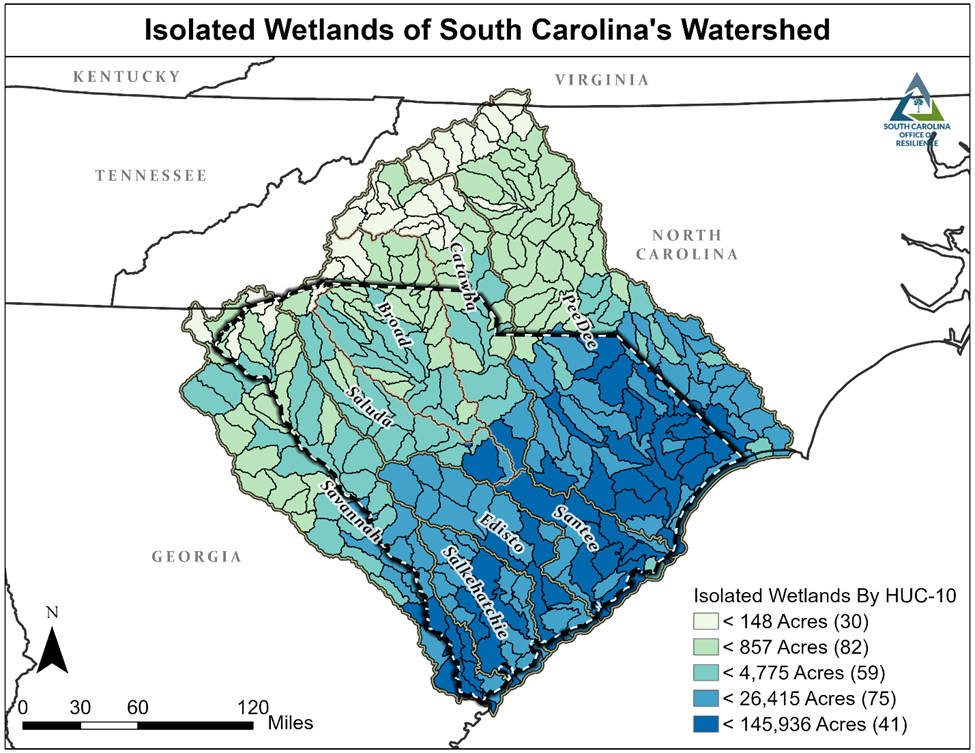 Isolated Wetlands of South Carolina's Watershed
KENTUCKY
VIRGINIA
SOUTH CAROLINA
OFFICE OF
RESILIENCE
TENNESSEE
NORTH
CAROLINA
Catawba
Broad
PeeDee
Saluda
Savannah
Edisto
Santee
Salkehatchie
GEORGIA
Isolated Wetlands By HUC-10
< 148 Acres (30)
< 857 Acres (82)
< 4,775 Acres (59)
< 26,415 Acres (75)
< 145,936 Acres (41)
N
0 30 60 120
Miles